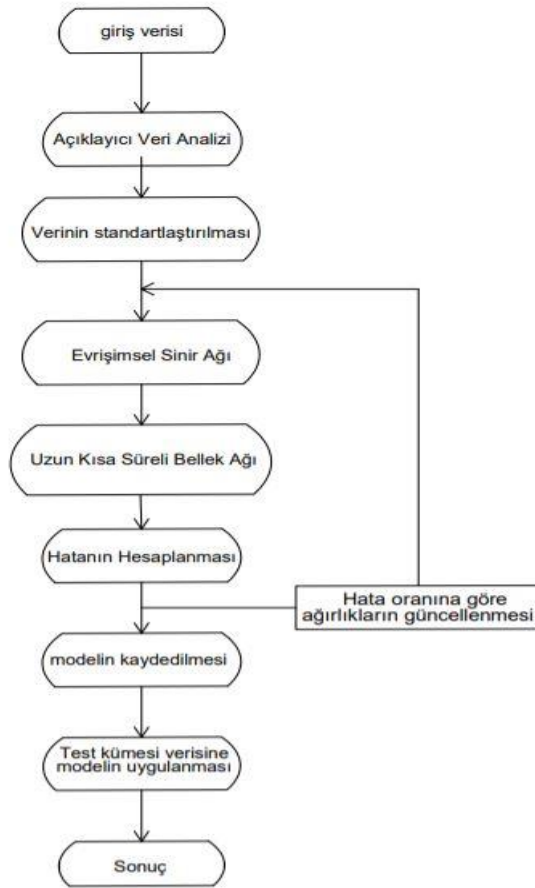 giriş verisi
Açıklayıcı Veri Analizi
Verinin standartlaştırılması
Evrişimsel Sinir Ağı
Uzun Kısa Süreli Bellek Ağı
Hatanın Hesaplanması
Hata oranına göre
ağırlıkların güncellenmesi
modelin kaydedilmesi
Test kümesi verisine
modelin uygulanması
Sonuç